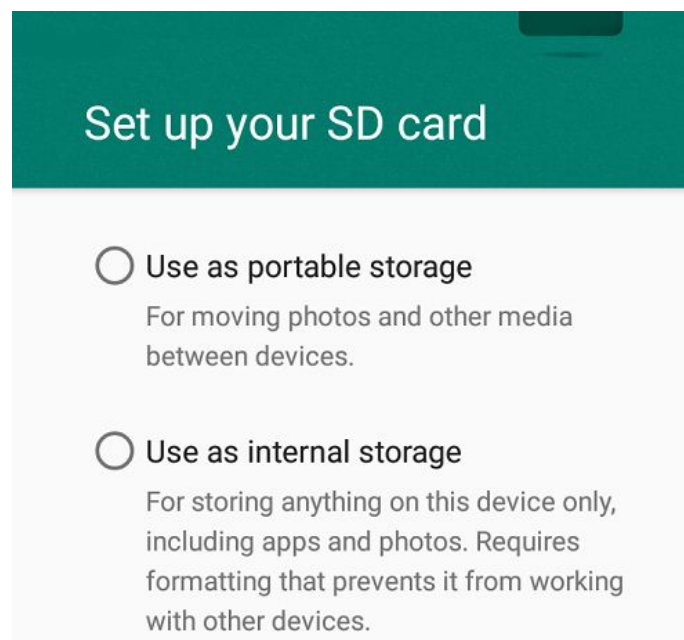 Set up your SD card
Use as portable storage
For moving photos and other media
between devices.
Use as internal storage
For storing anything on this device only,
including apps and photos. Requires
formatting that prevents it from working
with other devices.